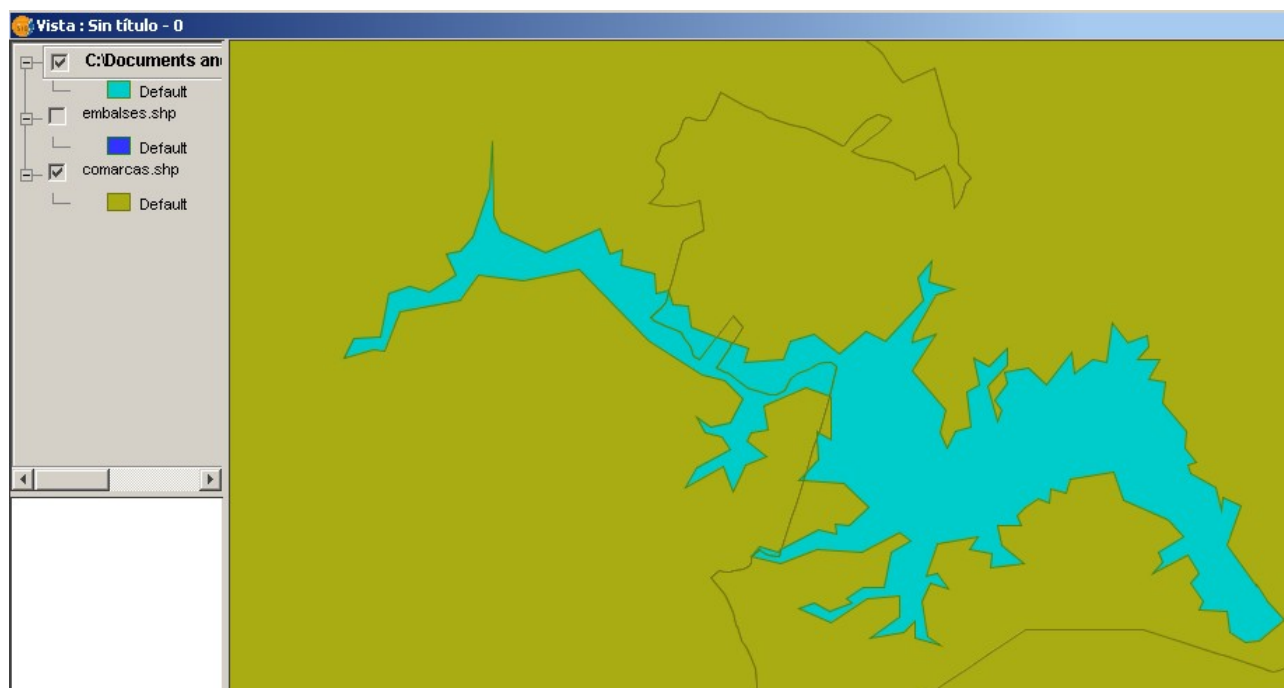 Vista : Sin título - 0
C:\Documents an
Default
embalses.shp
Default
comarcas.shp
Default